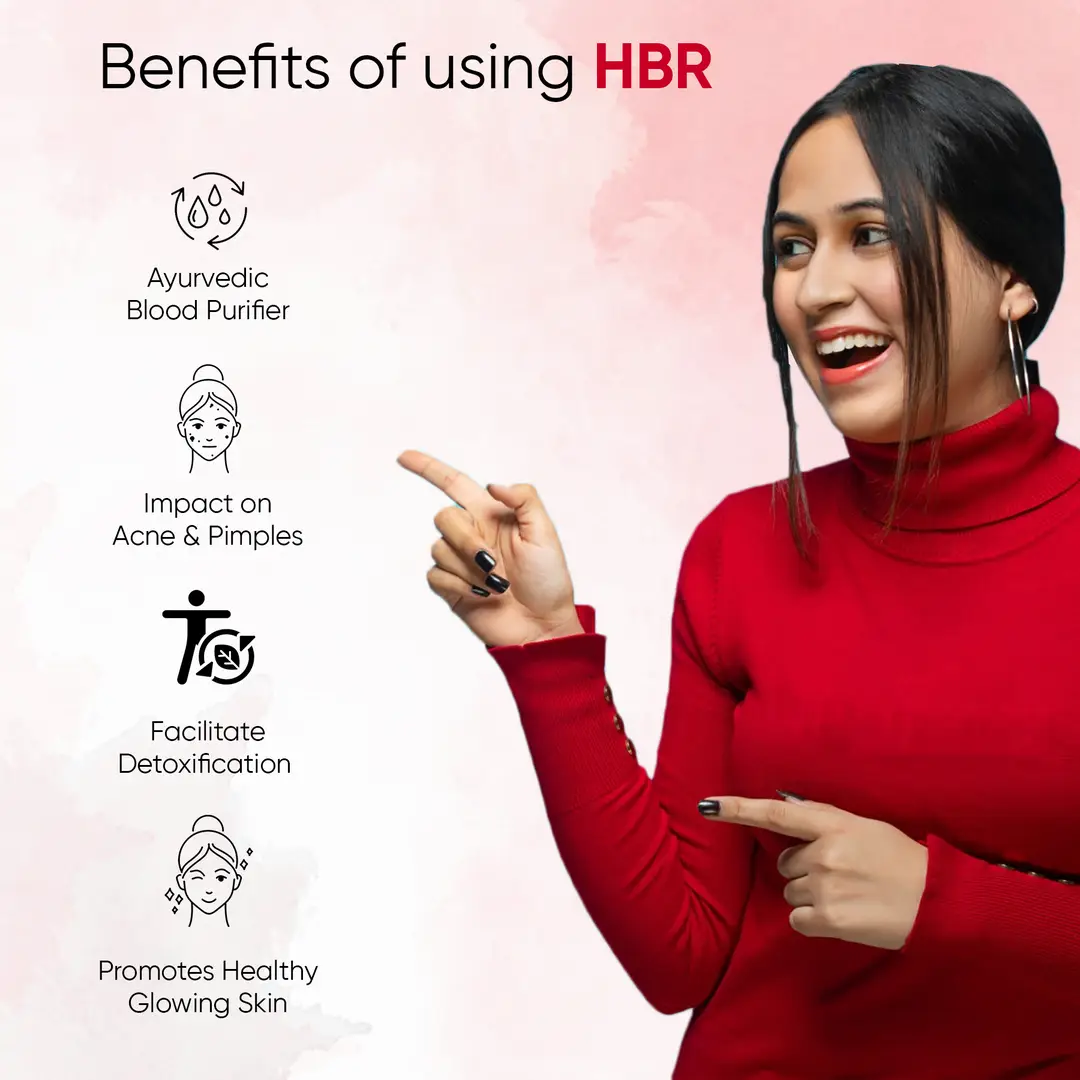 Benefits of using HBR
Ayurvedic
Blood Purifier
Impact on
Acne & Pimples
Facilitate
Detoxification
Promotes Healthy
Glowing Skin